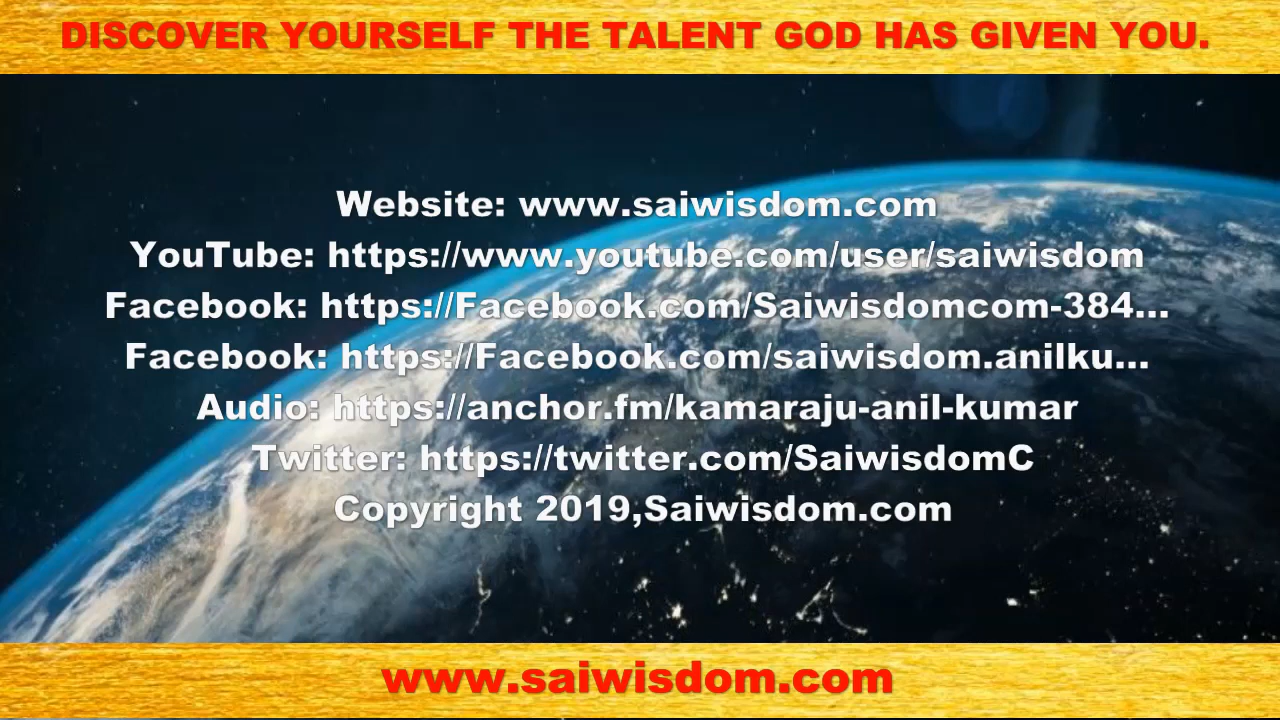 DISCOVER YOURSELF THE TALENT GOD HAS GIVEN YOU.
Website: www.saiwisdom.com
YouTube: https://www.youtube.com/user/saiwisdom
Facebook: https://Facebook.com/Saiwisdomcom-384...
Facebook: https://Facebook.com/saiwisdom.anilku...
Audio: https://anchor.fm/kamaraju-anil-kumar
Twitter: https://twitter.com/SaiwisdomC
Copyright 2019,Saiwisdom.com
www.saiwisdom.com